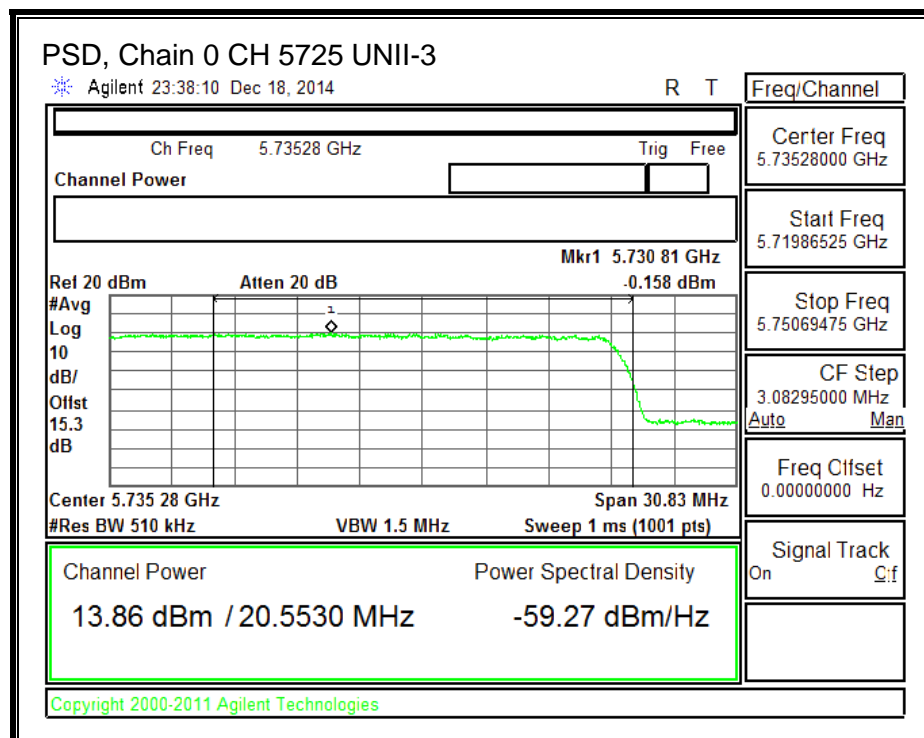 PSD, Chain 0 CH 5725 UNII-3
Agilent 23:38:10 Dec 18, 2014 R T
Freq/Channel
Ch Freq 5.73528 GHz Trig Free
Channel Power
Center Freq
5.73528000 GHz
Start Freq
5.71986525 GHz
Mkr1 5.730 81 GHz
Ref 20 dBm Atten 20 dB -0.158 dBm
Stop Freq
5.75069475 GHz
#Avg
Log
10
dB/
Offst
15.3
dB
1
CF Step
3.08295000 MHz
Auto Man
Center 5.735 28 GHz Span 30.83 MHz
#Res BW 510 kHz VBW 1.5 MHz Sweep 1 ms (1001 pts)
Freq Offset
0.00000000 Hz
Signal Track
On Off
Channel Power Power Spectral Density
13.86 dBm / 20.5530 MHz -59.27 dBm/Hz
Copyright 2000-2011 Agilent Technologies